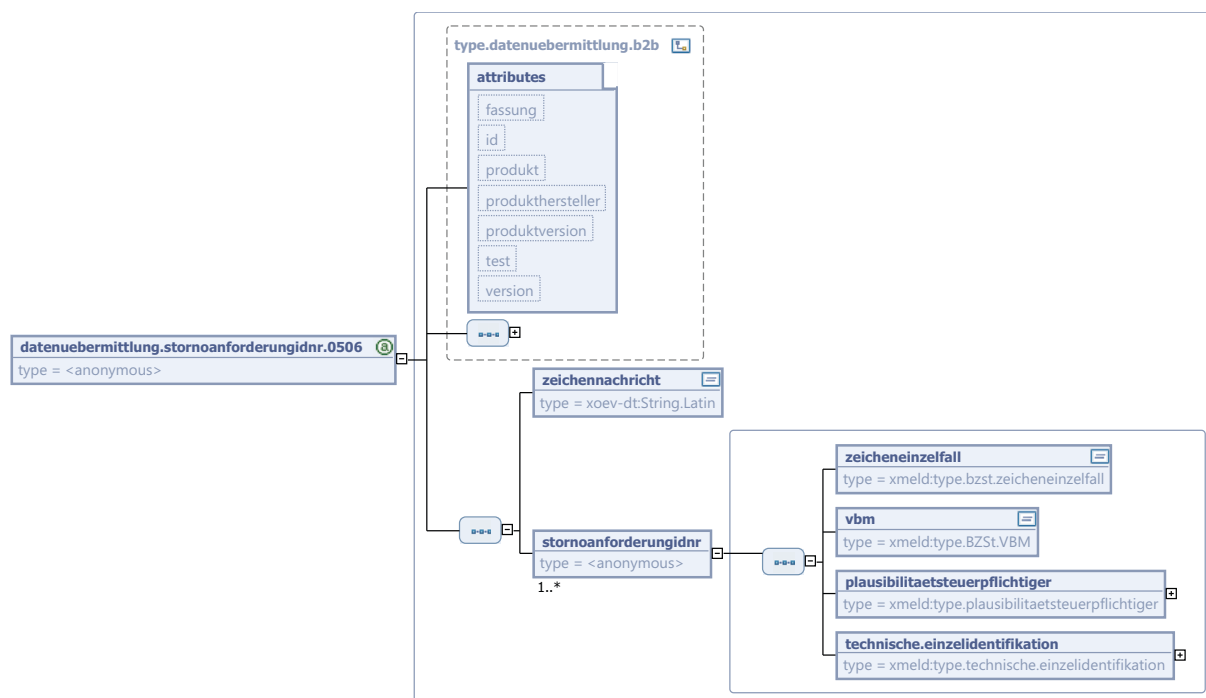 type.datenuebermittlung.b2b
attributes
fassung
id
produkt
produkthersteller
produktversion
test
version
datenuebermittlung.stornoanforderungidnr.0506
type = <anonymous>
zeichennachricht
type = xoev-dt:String.Latin
stornoanforderungidnr
type = <anonymous>
1..*
zeicheneinzelfall
type = xmeld:type.bzst.zeicheneinzelfall
vbm
type = xmeld:type.BZSt.VBM
plausibilitaetsteuerpflichtiger
type = xmeld:type.plausibilitaetsteuerpflichtiger
technische.einzelidentifikation
type = xmeld:type.technische.einzelidentifikation